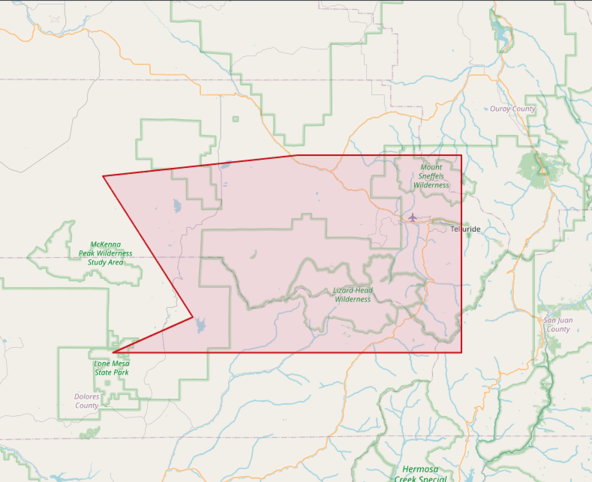 Ouray County
Mount
Sneffels
Wilderness
Telluride
McKenna
Peak Wilderness
Study Area
Lizard Head
Wilderness
San Juan
County
Lone Mesa
State Park
Dolores
County
Hermosa
Creek Special